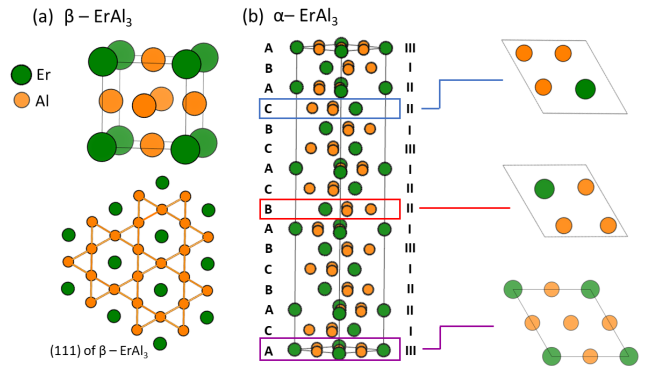 (a) β – ErAl3
Er
Al
(111) of β – ErAl3
(b) α– ErAl3
A III
B I
A II
C II
B I
C III
A I
C II
B II
A I
B III
C I
B II
A II
C I
A III